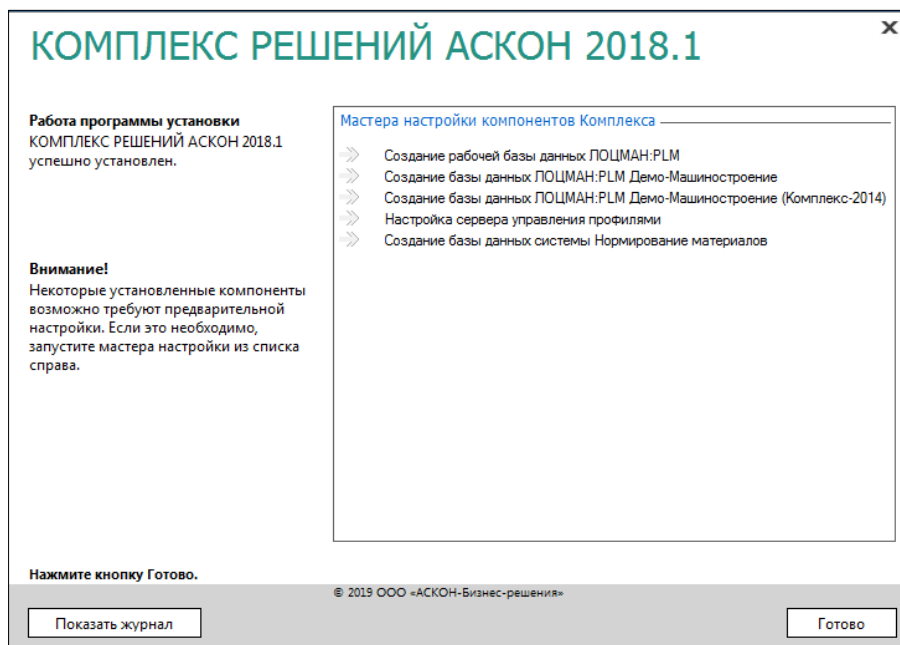 КОМПЛЕКС РЕШЕНИЙ АСКОН 2018.1
Работа программы установки
КОМПЛЕКС РЕШЕНИЙ АСКОН 2018.1
успешно установлен.
Внимание!
Некоторые установленные компоненты
возможно требуют предварительной
настройки. Если это необходимо,
запустите мастера настройки из списка
справа.
Мастера настройки компонентов Комплекса
Создание рабочей базы данных ЛОЦМАН:PLM
Создание базы данных ЛОЦМАН:PLM Демо-Машиностроение
Создание базы данных ЛОЦМАН:PLM Демо-Машиностроение (Комплекс-2014)
Настройка сервера управления профилями
Создание базы данных системы Нормирование материалов
Нажмите кнопку Готово.
© 2019 ООО «АСКОН-Бизнес-решения»
Показать журнал
Готово